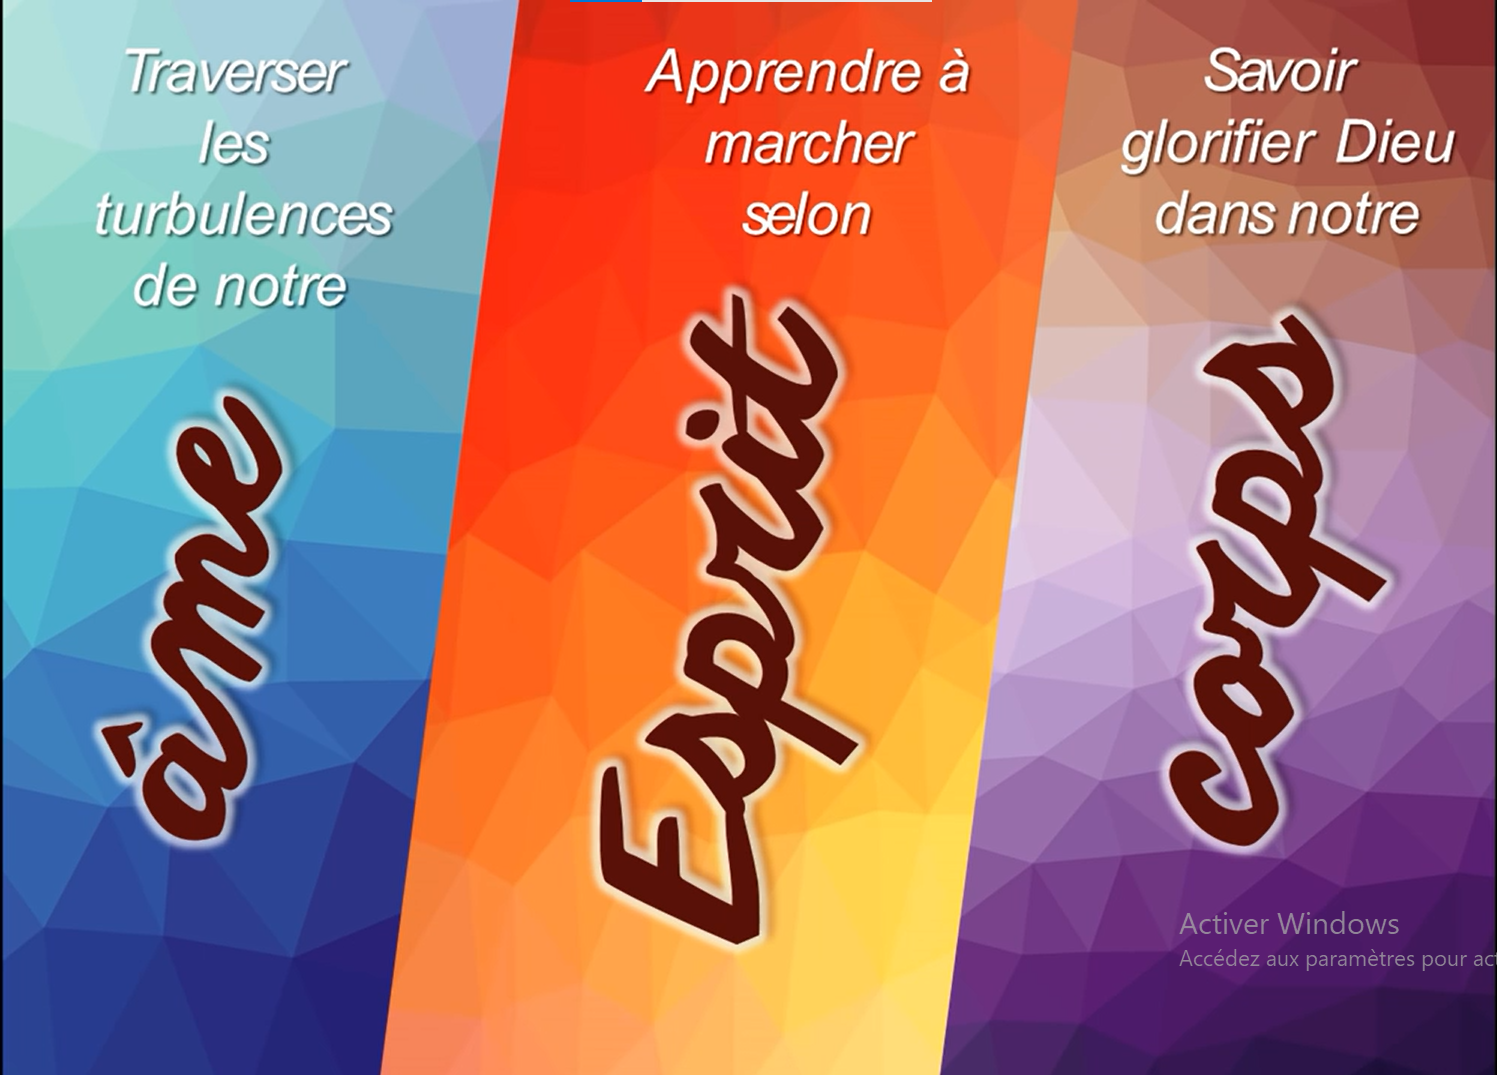 Traverser
les
turbulences
de notre
âme
Apprendre à
marcher
selon
Esprit
Savoir
glorifier Dieu
dans notre
corps
Activer Windows
Accédez aux paramètres pour